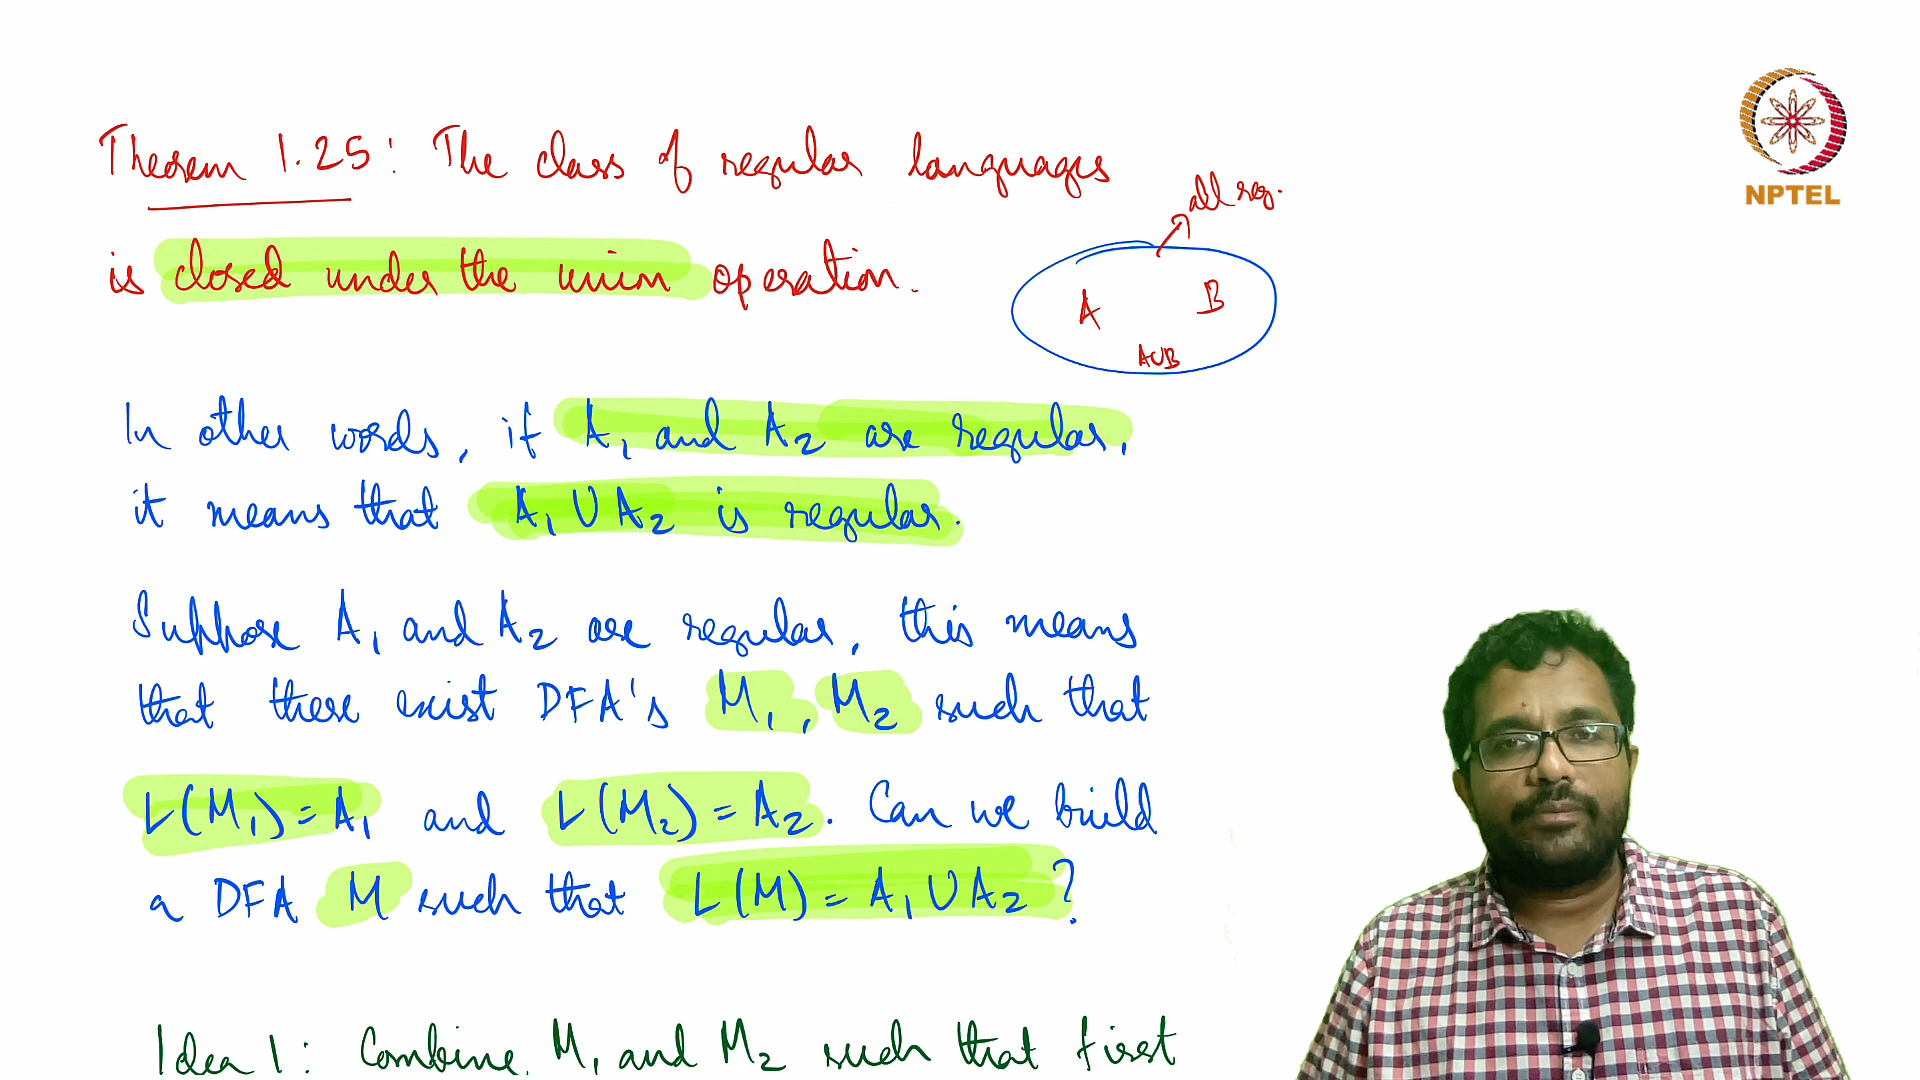 Theorem 1.25: The class of regular languages
is closed under the union operation.
all reg.
A B
A∪B
NPTEL
In other words, if A₁ and A₂ are regular,
it means that A₁ ∪ A₂ is regular.
Suppose A₁ and A₂ are regular, this means
that there exist DFA's M₁, M₂ such that
L(M₁) = A₁ and L(M₂) = A₂. Can we build
a DFA M such that L(M) = A₁ ∪ A₂ ?
Idea 1: Combine M₁ and M₂ such that first